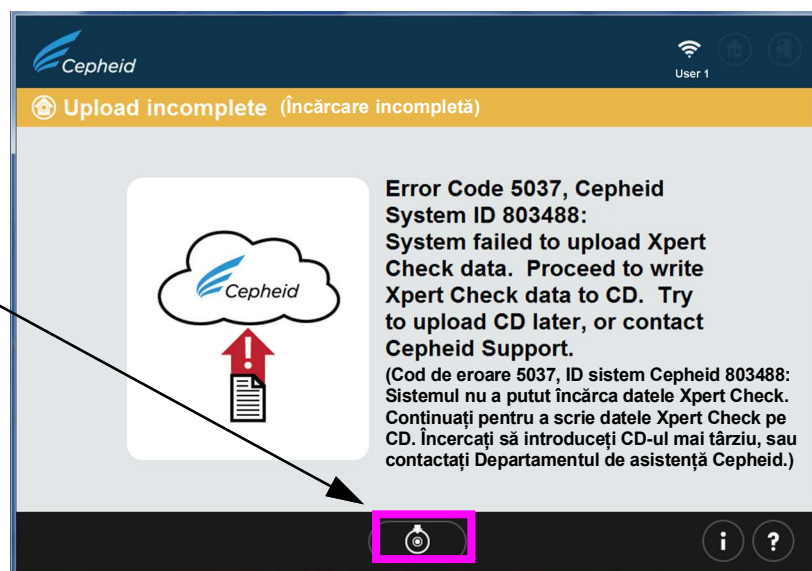 Cepheid
User 1
Upload incomplete (Încărcare incompletă)
Cepheid
Error Code 5037, Cepheid
System ID 803488:
System failed to upload Xpert
Check data. Proceed to write
Xpert Check data to CD. Try
to upload CD later, or contact
Cepheid Support.
(Cod de eroare 5037, ID sistem Cepheid 803488:
Sistemul nu a putut încărca datele Xpert Check.
Continuați pentru a scrie datele Xpert Check pe
CD. Încercați să introduceți CD-ul mai târziu, sau
contactați Departamentul de asistență Cepheid.)
!
i ?